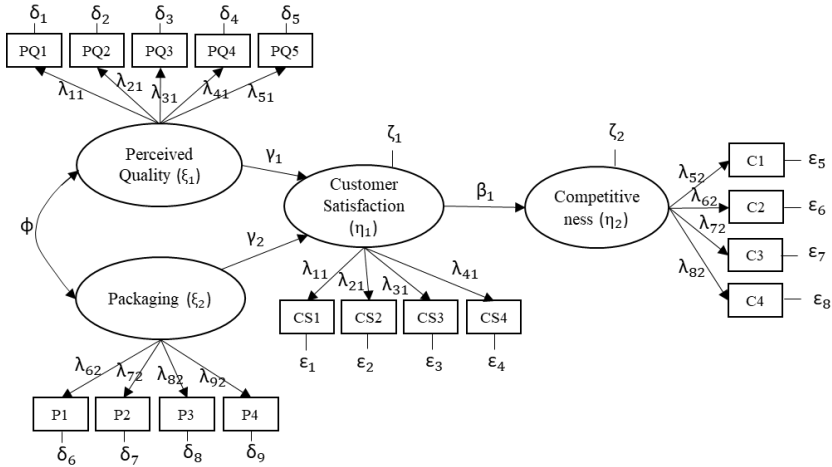 δ₁ δ₂ δ₃ δ₄ δ₅
PQ1 PQ2 PQ3 PQ4 PQ5
λ₁₁ λ₂₁ λ₃₁ λ₄₁ λ₅₁
Perceived
Quality (ξ₁)
γ₁
ζ₁
Customer
Satisfaction
(η₁)
β₁
ζ₂
Competitive
ness (η₂)
λ₅₂ C1 ε₅
λ₆₂ C2 ε₆
λ₇₂ C3 ε₇
λ₈₂ C4 ε₈
ϕ
γ₂
Packaging (ξ₂)
λ₁₁ λ₂₁ λ₃₁ λ₄₁
CS1 CS2 CS3 CS4
ε₁ ε₂ ε₃ ε₄
λ₆₂ λ₇₂ λ₈₂ λ₉₂
P1 P2 P3 P4
δ₆ δ₇ δ₈ δ₉